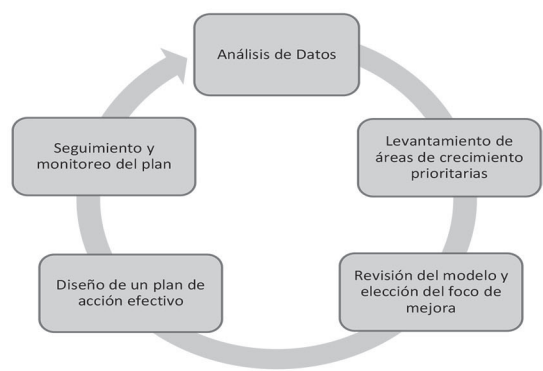 Análisis de Datos
Levantamiento de
áreas de crecimiento
prioritarias
Revisión del modelo y
elección del foco de
mejora
Diseño de un plan de
acción efectivo
Seguimiento y
monitoreo del plan